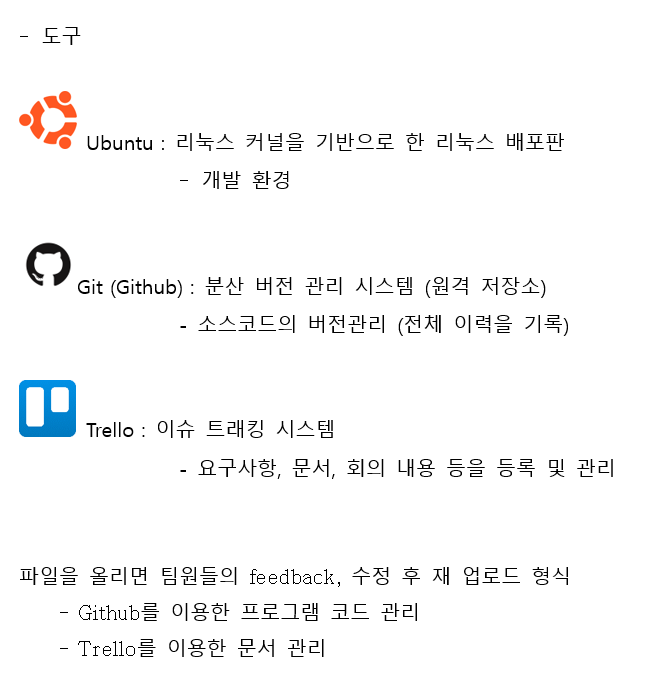 - 도구
Ubuntu : 리눅스 커널을 기반으로 한 리눅스 배포판
- 개발 환경
Git (Github) : 분산 버전 관리 시스템 (원격 저장소)
- 소스코드의 버전관리 (전체 이력을 기록)
Trello : 이슈 트래킹 시스템
- 요구사항, 문서, 회의 내용 등을 등록 및 관리
파일을 올리면 팀원들의 feedback, 수정 후 재 업로드 형식
- Github를 이용한 프로그램 코드 관리
- Trello를 이용한 문서 관리